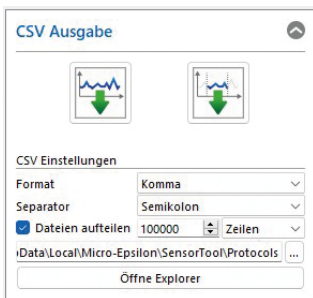 CSV Ausgabe
CSV Einstellungen
Format Komma
Separator Semikolon
Dateien aufteilen 100000 Zeilen
›Data\Local\Micro-Epsilon\SensorTool\Protocols ...
Öffne Explorer